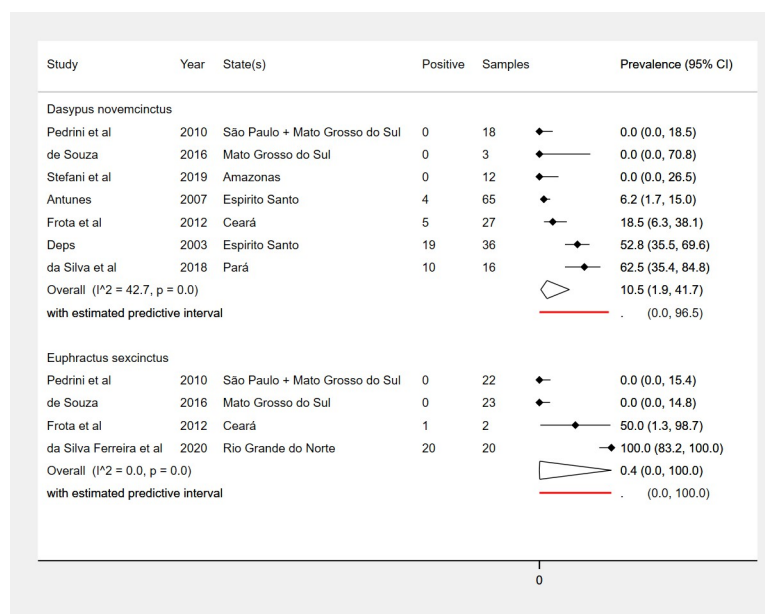 Study Year State(s) Positive Samples Prevalence (95% CI)
Dasypus novemcinctus
Pedrini et al 2010 São Paulo + Mato Grosso do Sul 0 18 0.0 (0.0, 18.5)
de Souza 2016 Mato Grosso do Sul 0 3 0.0 (0.0, 70.8)
Stefani et al 2019 Amazonas 0 12 0.0 (0.0, 26.5)
Antunes 2007 Espirito Santo 4 65 6.2 (1.7, 15.0)
Frota et al 2012 Ceará 5 27 18.5 (6.3, 38.1)
Deps 2003 Espirito Santo 19 36 52.8 (35.5, 69.6)
da Silva et al 2018 Pará 10 16 62.5 (35.4, 84.8)
Overall (I^2 = 42.7, p = 0.0) 10.5 (1.9, 41.7)
with estimated predictive interval . (0.0, 96.5)
Euphractus sexcinctus
Pedrini et al 2010 São Paulo + Mato Grosso do Sul 0 22 0.0 (0.0, 15.4)
de Souza 2016 Mato Grosso do Sul 0 23 0.0 (0.0, 14.8)
Frota et al 2012 Ceará 1 2 50.0 (1.3, 98.7)
da Silva Ferreira et al 2020 Rio Grande do Norte 20 20 100.0 (83.2, 100.0)
Overall (I^2 = 0.0, p = 0.0) 0.4 (0.0, 100.0)
with estimated predictive interval . (0.0, 100.0)
0